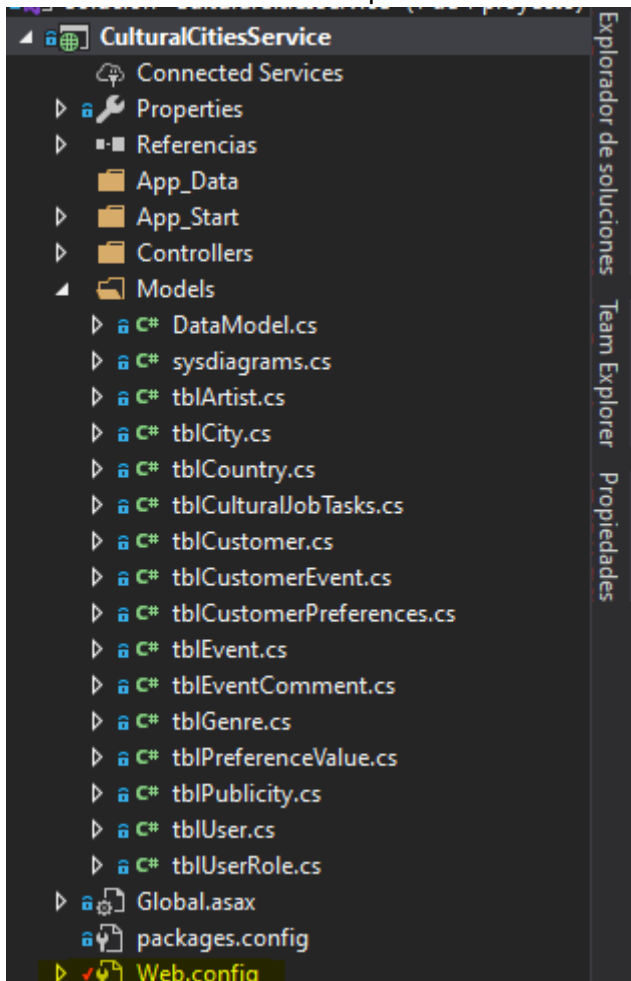 CulturalCitiesService
Connected Services
Properties
Referencias
App_Data
App_Start
Controllers
Models
C# DataModel.cs
C# sysdiagrams.cs
C# tblArtist.cs
C# tblCity.cs
C# tblCountry.cs
C# tblCulturalJobTasks.cs
C# tblCustomer.cs
C# tblCustomerEvent.cs
C# tblCustomerPreferences.cs
C# tblEvent.cs
C# tblEventComment.cs
C# tblGenre.cs
C# tblPreferenceValue.cs
C# tblPublicity.cs
C# tblUser.cs
C# tblUserRole.cs
Global.asax
packages.config
Web.config
Explorador de soluciones
Team Explorer
Propiedades